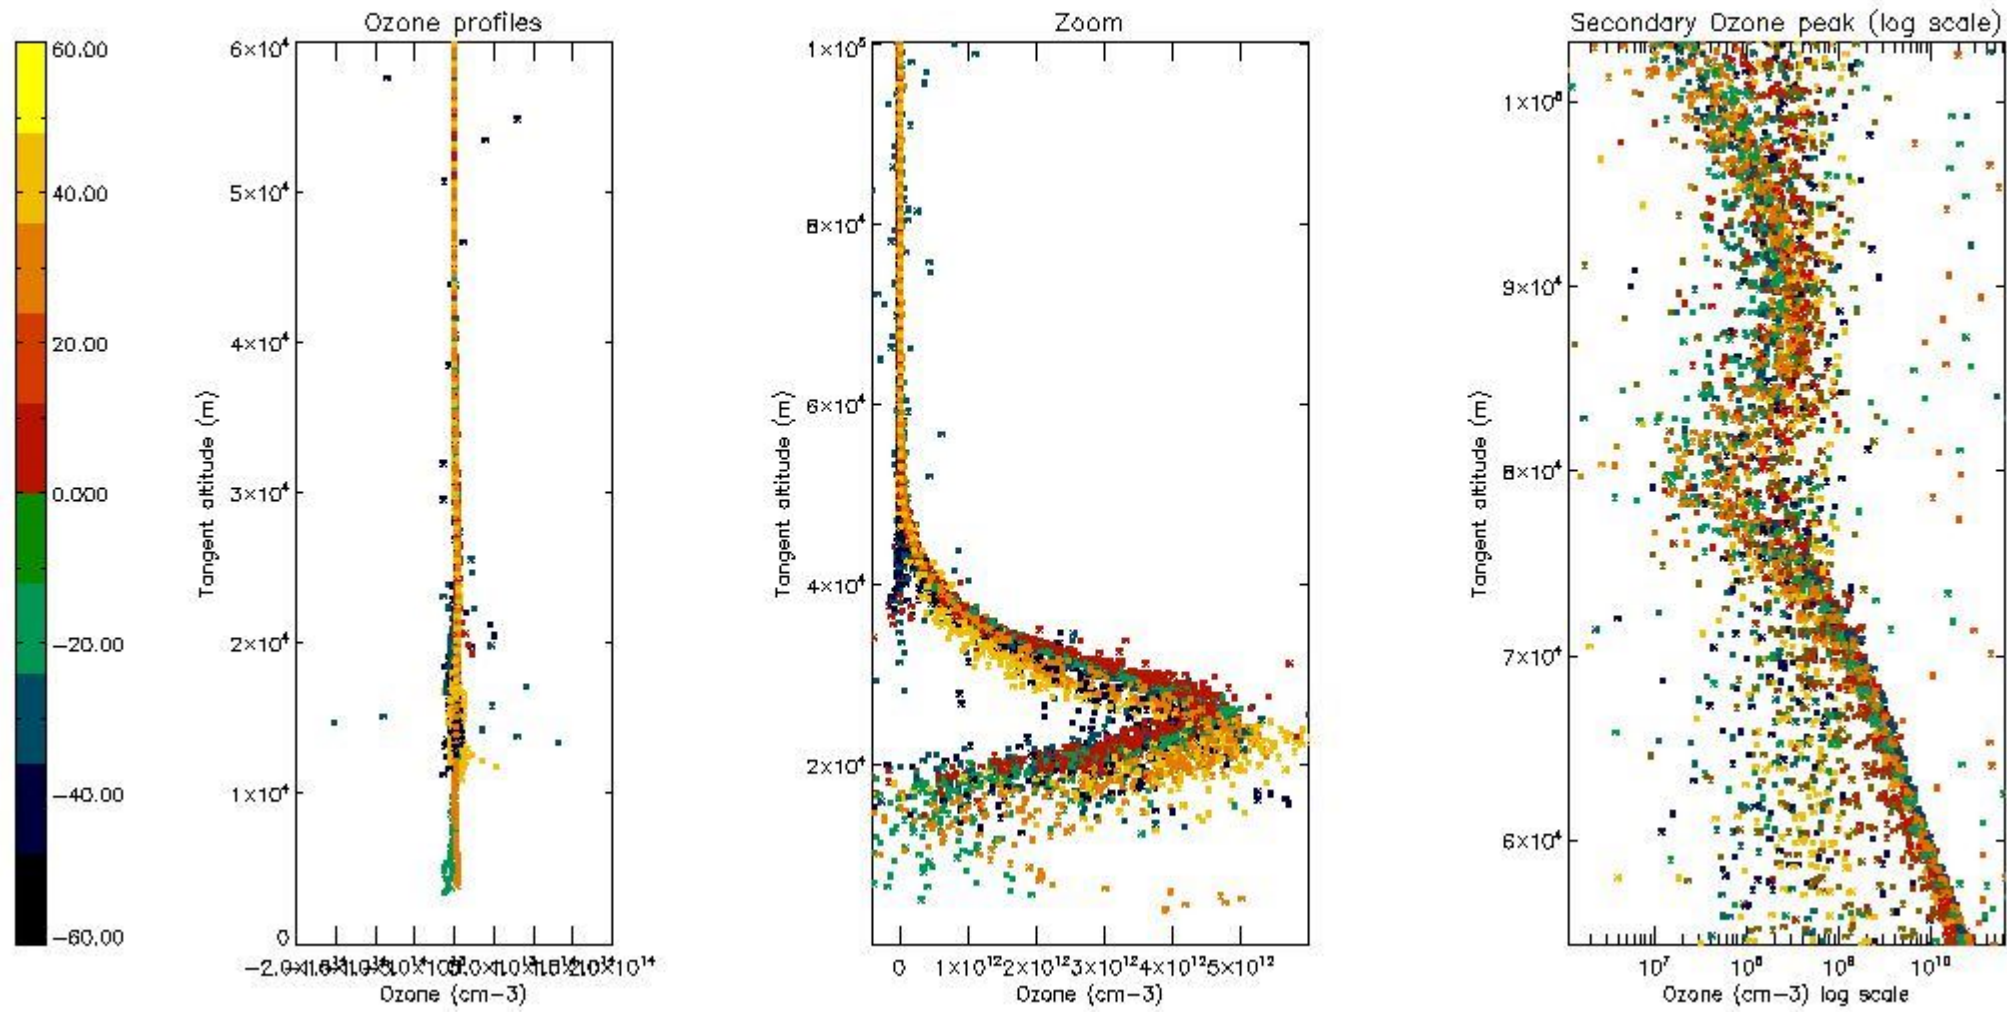 Ozone profiles
Zoom
Secondary Ozone peak (log scale)
60.00
40.00
20.00
0.000
-20.00
-40.00
-60.00
6×10⁴
5×10⁴
4×10⁴
3×10⁴
2×10⁴
1×10⁴
0
Tangent altitude (m)
Ozone (cm-3)
1×10⁵
8×10⁴
6×10⁴
4×10⁴
2×10⁴
Tangent altitude (m)
0 1×10¹² 2×10¹² 3×10¹² 4×10¹² 5×10¹²
Ozone (cm-3)
1×10⁵
9×10⁴
8×10⁴
7×10⁴
6×10⁴
Tangent altitude (m)
10⁷ 10⁸ 10⁹ 10¹⁰
Ozone (cm-3) log scale